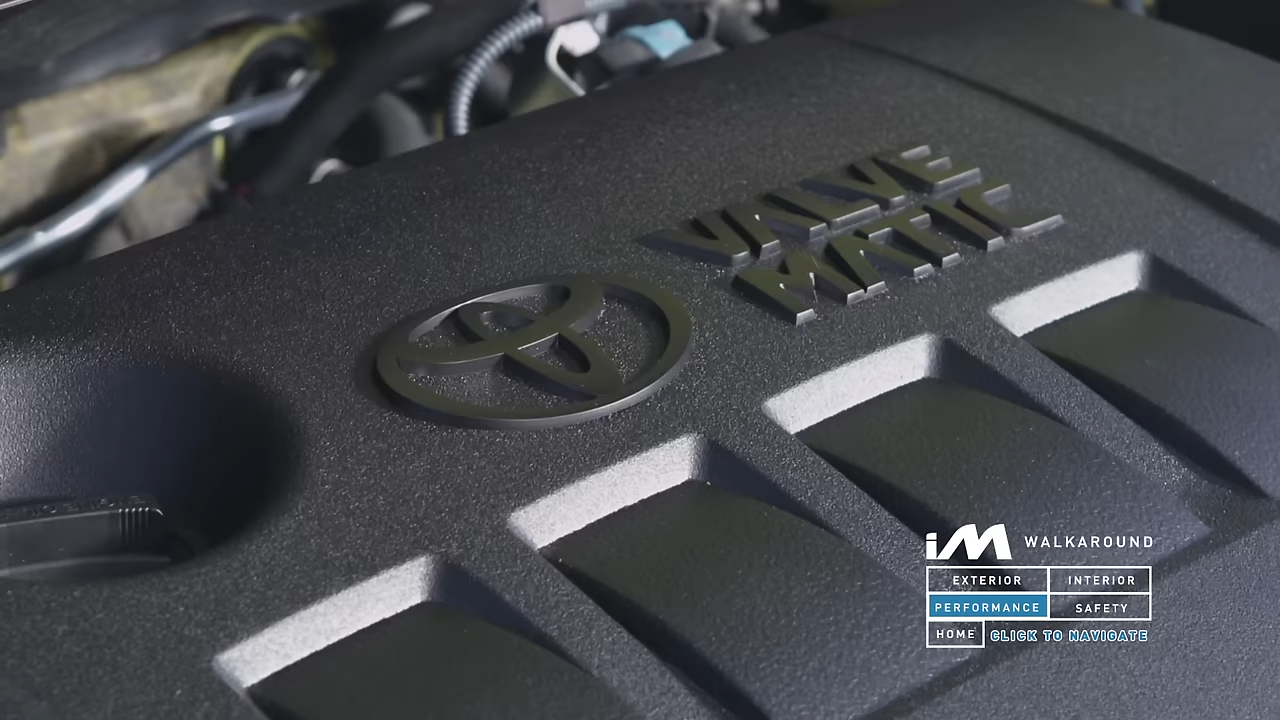 VALVE
MATIC
iM WALKAROUND
EXTERIOR INTERIOR
PERFORMANCE SAFETY
HOME CLICK TO NAVIGATE